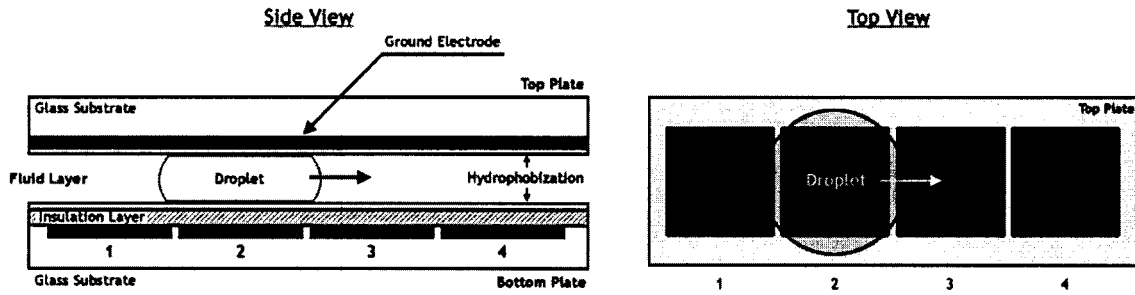 Side View
Ground Electrode
Top Plate
Glass Substrate
Fluid Layer
Droplet
Hydrophobization
Insulation Layer
1 2 3 4
Glass Substrate
Bottom Plate
Top View
Top Plate
Droplet
1 2 3 4